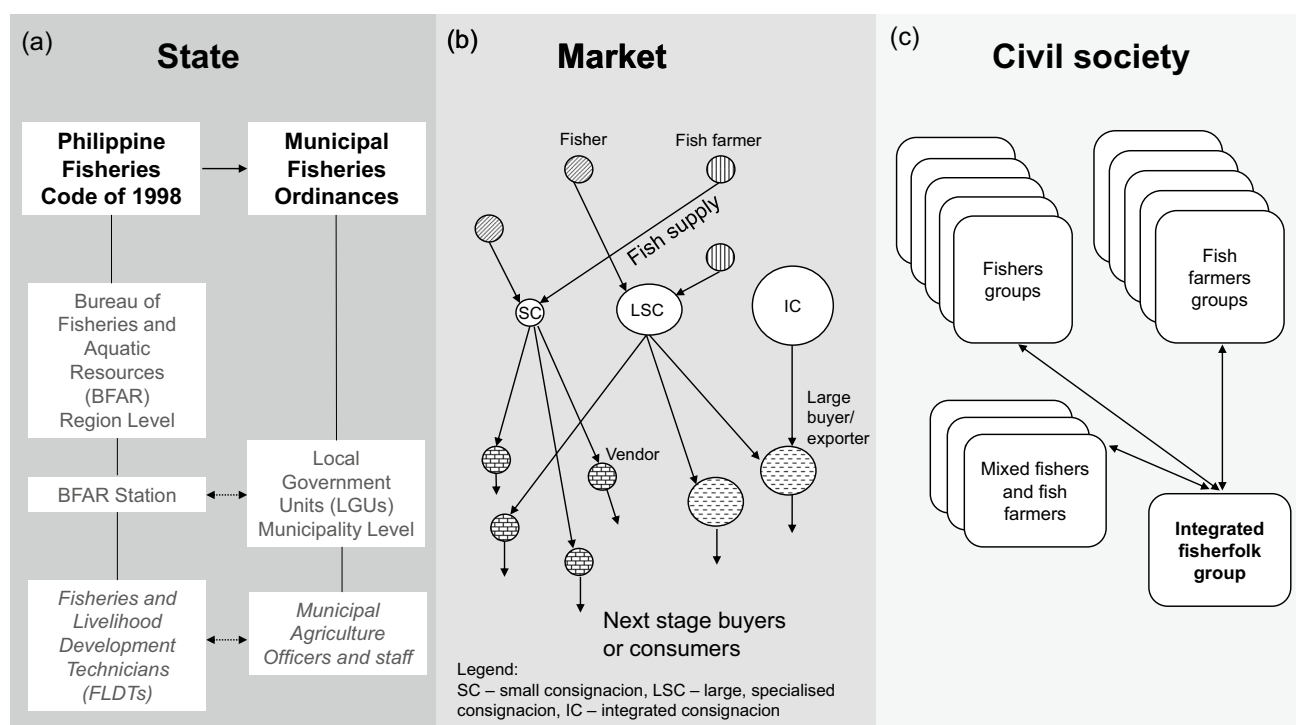 (a)
State
Philippine
Fisheries
Code of 1998
Municipal
Fisheries
Ordinances
Bureau of
Fisheries and
Aquatic
Resources
(BFAR)
Region Level
BFAR Station
Local
Government
Units (LGUs)
Municipality Level
Fisheries and
Livelihood
Development
Technicians
(FLDTs)
Municipal
Agriculture
Officers and staff
(b)
Market
Fisher
Fish farmer
Fish supply
SC
LSC
IC
Large
buyer/
exporter
Vendor
Next stage buyers
or consumers
Legend:
SC – small consignacion, LSC – large, specialised
consignacion, IC – integrated consignacion
(c)
Civil society
Fishers
groups
Fish
farmers
groups
Mixed fishers
and fish
farmers
Integrated
fisherfolk
group